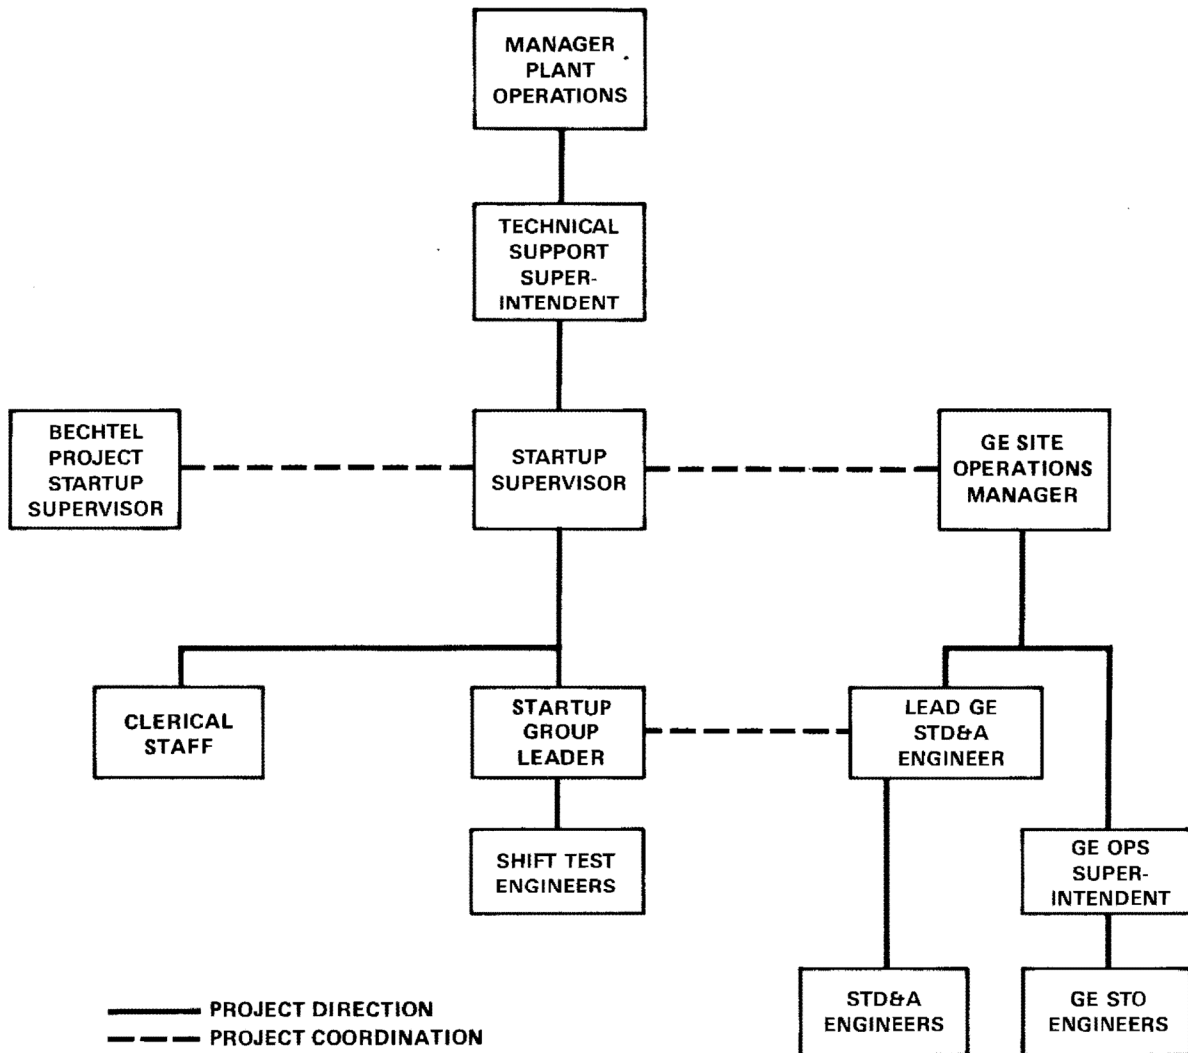 MANAGER
PLANT
OPERATIONS
TECHNICAL
SUPPORT
SUPER-
INTENDENT
BECHTEL
PROJECT
STARTUP
SUPERVISOR
STARTUP
SUPERVISOR
GE SITE
OPERATIONS
MANAGER
CLERICAL
STAFF
STARTUP
GROUP
LEADER
LEAD GE
STD&A
ENGINEER
SHIFT TEST
ENGINEERS
GE OPS
SUPER-
INTENDENT
STD&A
ENGINEERS
GE STO
ENGINEERS
PROJECT DIRECTION
PROJECT COORDINATION